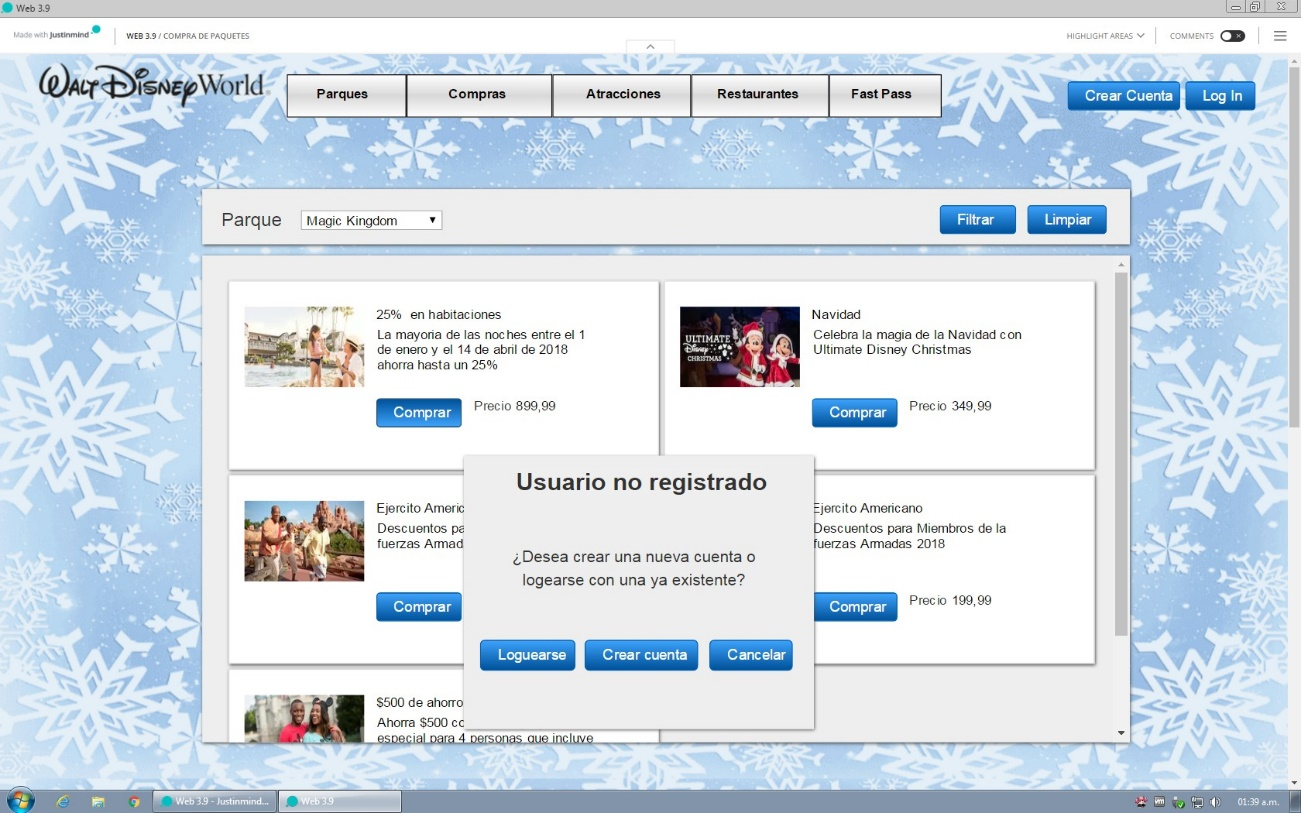 Web 3.9
Made with Justinmind
WEB 3.9 / COMPRA DE PAQUETES
HIGHLIGHT AREAS
COMMENTS
WALT DISNEY World
Parques
Compras
Atracciones
Restaurantes
Fast Pass
Crear Cuenta
Log In
Parque
Magic Kingdom
Filtrar
Limpiar
25% en habitaciones
La mayoria de las noches entre el 1
de enero y el 14 de abril de 2018
ahorra hasta un 25%
Comprar
Precio 899,99
ULTIMATE
Disney
CHRISTMAS
Navidad
Celebra la magia de la Navidad con
Ultimate Disney Christmas
Comprar
Precio 349,99
Ejercito Americ
Descuentos pa
fuerzas Armad
Comprar
Ejercito Americano
Descuentos para Miembros de la
fuerzas Armadas 2018
Comprar
Precio 199,99
Usuario no registrado
¿Desea crear una nueva cuenta o
logearse con una ya existente?
Loguearse
Crear cuenta
Cancelar
$500 de ahorro
Ahorra $500 co
especial para 4 personas que incluve
Web 3.9 - Justinmind...
Web 3.9
01:39 a.m.